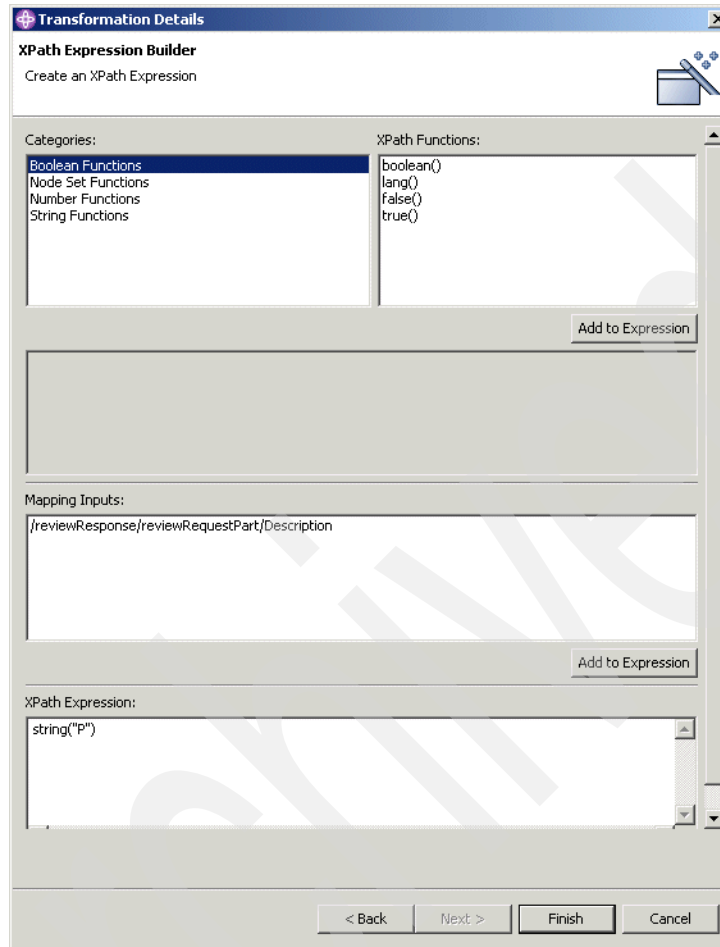 Transformation Details
XPath Expression Builder
Create an XPath Expression
Categories:
XPath Functions:
Boolean Functions
Node Set Functions
Number Functions
String Functions
boolean()
lang()
false()
true()
Add to Expression
Mapping Inputs:
/reviewResponse/reviewRequestPart/Description
Add to Expression
XPath Expression:
string("P")
< Back
Next >
Finish
Cancel